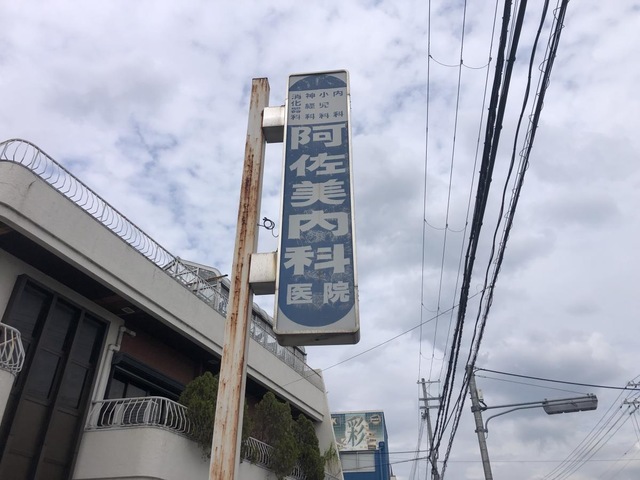 内科
小児科
神経科
消化器科
阿佐美内科
医院
彩